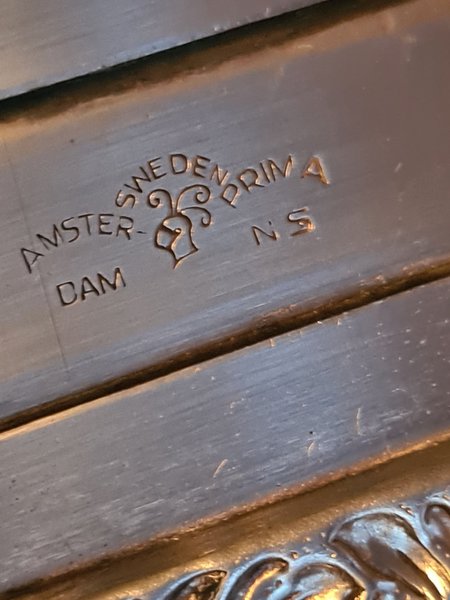 SWEDEN
AMSTER- PRIMA
DAM N.S